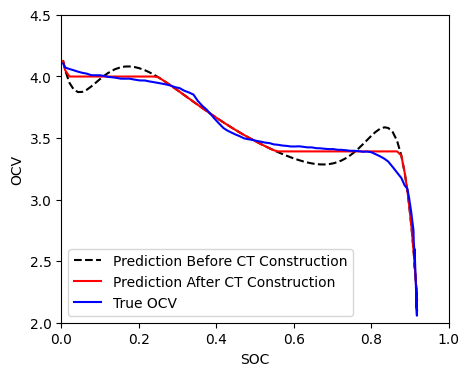 4.5
4.0
3.5
3.0
2.5
2.0
OCV
Prediction Before CT Construction
Prediction After CT Construction
True OCV
0.0 0.2 0.4 0.6 0.8 1.0
SOC